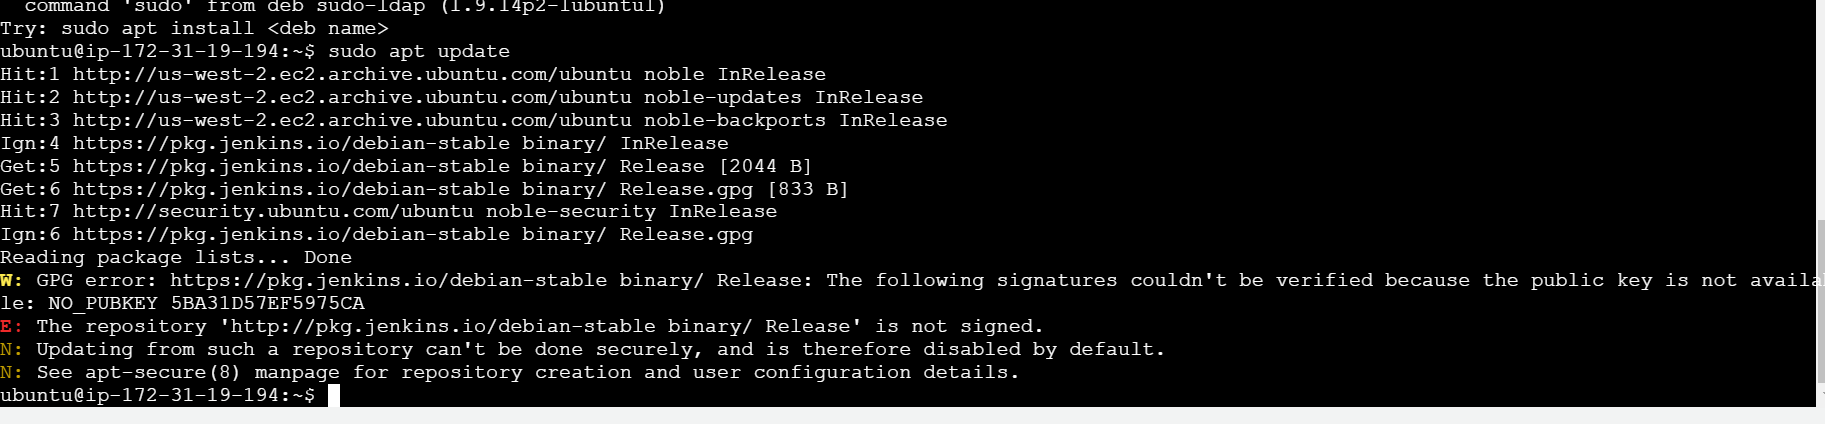 command 'sudo' from deb sudo-ldap (1.9.14p2-1ubuntu1)
Try: sudo apt install <deb name>
ubuntu@ip-172-31-19-194:~$ sudo apt update
Hit:1 http://us-west-2.ec2.archive.ubuntu.com/ubuntu noble InRelease
Hit:2 http://us-west-2.ec2.archive.ubuntu.com/ubuntu noble-updates InRelease
Hit:3 http://us-west-2.ec2.archive.ubuntu.com/ubuntu noble-backports InRelease
Ign:4 https://pkg.jenkins.io/debian-stable binary/ InRelease
Get:5 https://pkg.jenkins.io/debian-stable binary/ Release [2044 B]
Get:6 https://pkg.jenkins.io/debian-stable binary/ Release.gpg [833 B]
Hit:7 http://security.ubuntu.com/ubuntu noble-security InRelease
Ign:6 https://pkg.jenkins.io/debian-stable binary/ Release.gpg
Reading package lists... Done
W: GPG error: https://pkg.jenkins.io/debian-stable binary/ Release: The following signatures couldn't be verified because the public key is not availa
le: NO_PUBKEY 5BA31D57EF5975CA
E: The repository 'http://pkg.jenkins.io/debian-stable binary/ Release' is not signed.
N: Updating from such a repository can't be done securely, and is therefore disabled by default.
N: See apt-secure(8) manpage for repository creation and user configuration details.
ubuntu@ip-172-31-19-194:~$